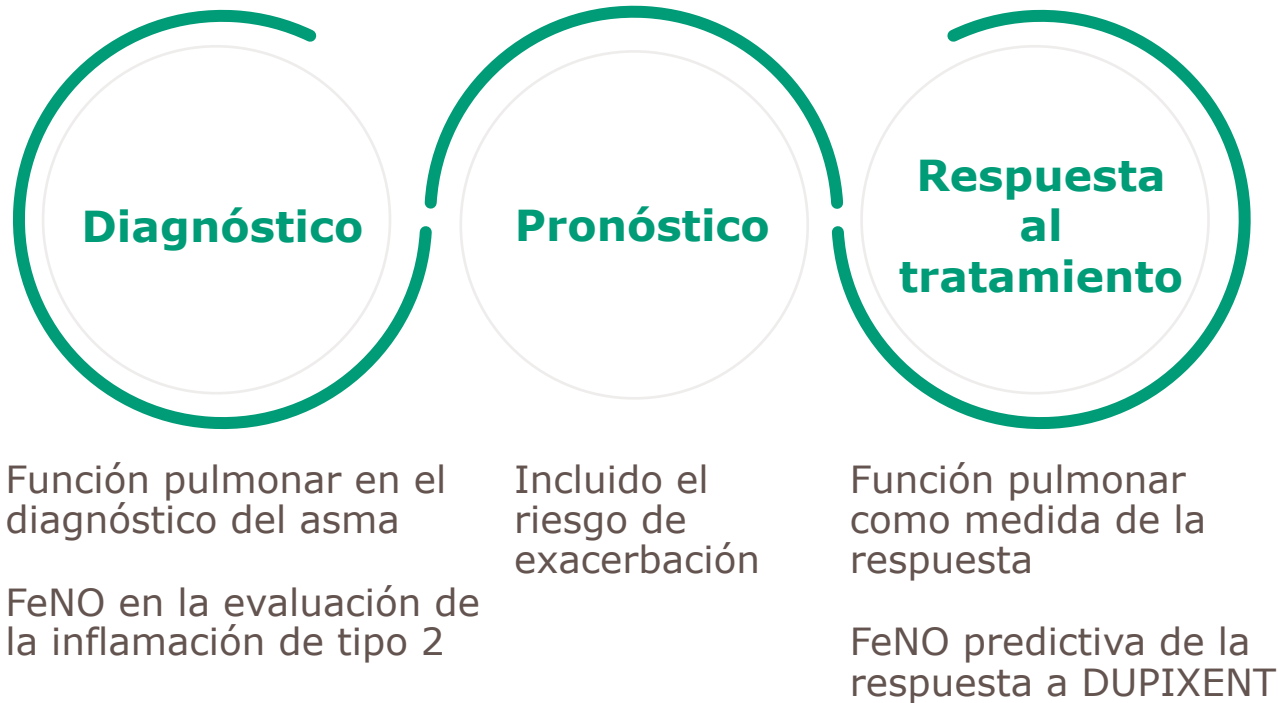 Diagnóstico
Función pulmonar en el
diagnóstico del asma
FeNO en la evaluación de
la inflamación de tipo 2
Pronóstico
Incluido el
riesgo de
exacerbación
Respuesta
al
tratamiento
Función pulmonar
como medida de la
respuesta
FeNO predictiva de la
respuesta a DUPIXENT